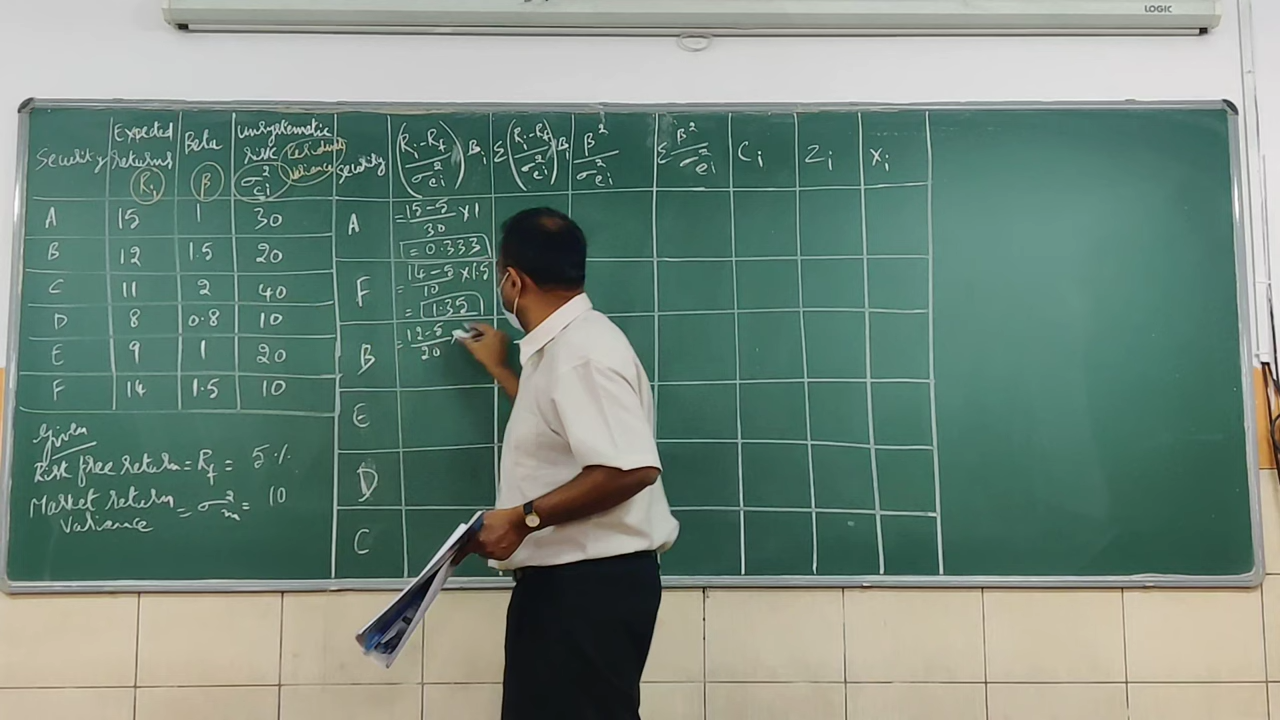 LOGIC
Security
Expected returns Ri
Beta β
unsystematic risk σ²ei
Residual variance
A 15 1 30
B 12 1.5 20
C 11 2 40
D 8 0.8 10
E 9 1 20
F 14 1.5 10
Given
Risk free return = Rf = 5%
Market return = σ²m = 10
Variance
Security
(Ri - Rf / σ²ei) βi
Σ(Ri - Rf / σ²ei) βi
β² / σ²ei
Σ β² / σ²ei
Ci
Zi
Xi
A
= 15-5 / 30 × 1
= 0.333
F
= 14-5 / 10 × 1.5
= 1.35
B
= 12-5 / 20
E
D
C